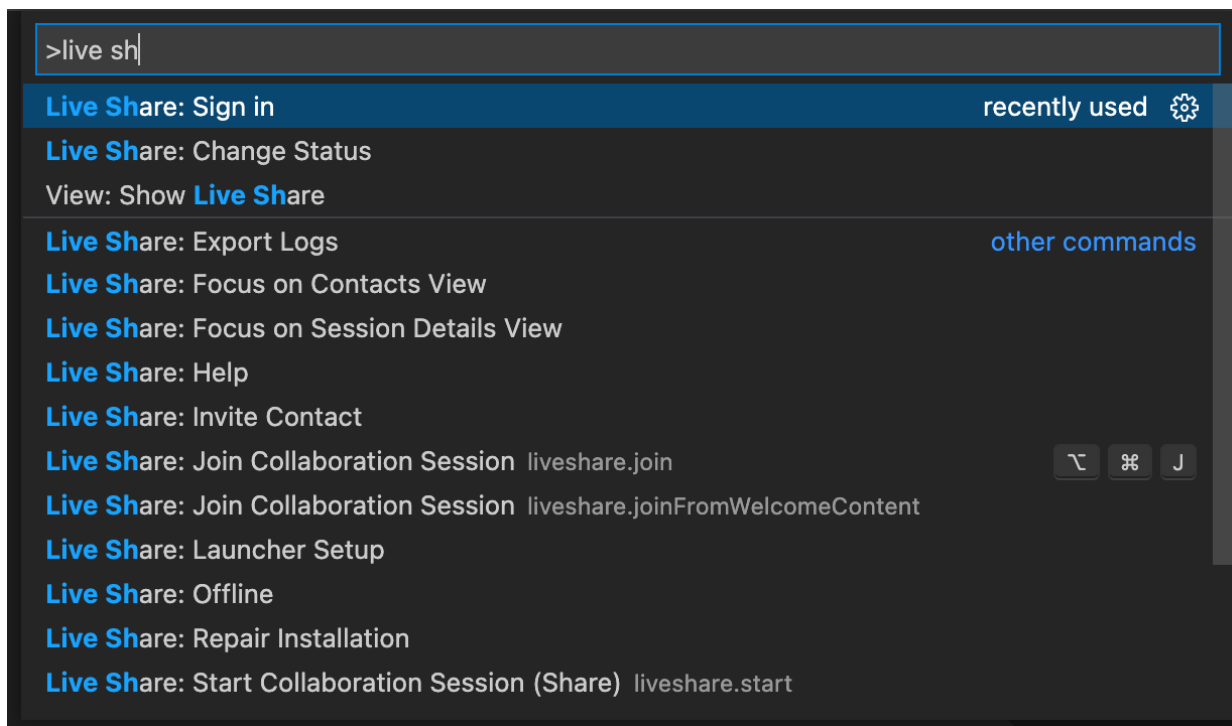 >live sh
Live Share: Sign in recently used
Live Share: Change Status
View: Show Live Share
Live Share: Export Logs other commands
Live Share: Focus on Contacts View
Live Share: Focus on Session Details View
Live Share: Help
Live Share: Invite Contact
Live Share: Join Collaboration Session liveshare.join ⌥ ⌘ J
Live Share: Join Collaboration Session liveshare.joinFromWelcomeContent
Live Share: Launcher Setup
Live Share: Offline
Live Share: Repair Installation
Live Share: Start Collaboration Session (Share) liveshare.start